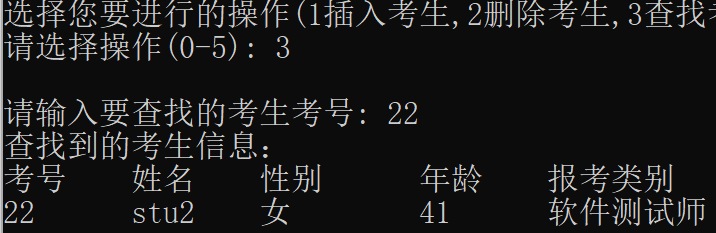 选择您要进行的操作(1插入考生,2删除考生,3查找
请选择操作(0-5): 3
请输入要查找的考生考号: 22
查找到的考生信息:
考号 姓名 性别 年龄 报考类别
22 stu2 女 41 软件测试师